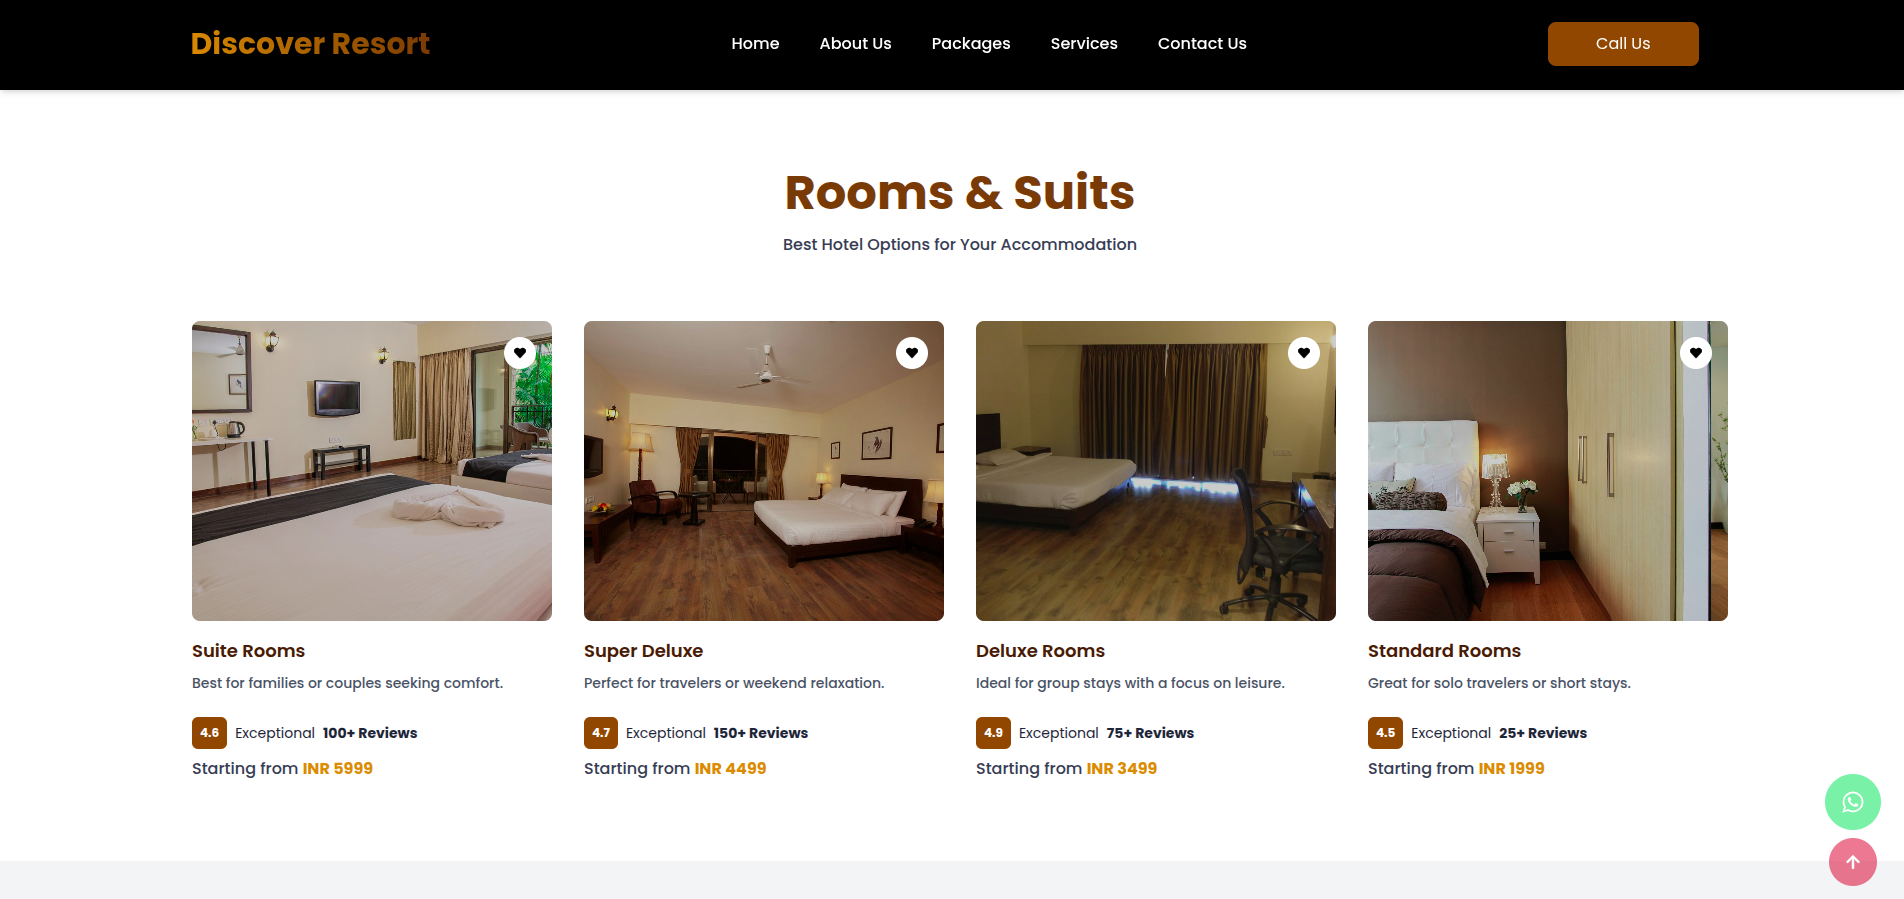 Discover Resort
Home
About Us
Packages
Services
Contact Us
Call Us
Rooms & Suits
Best Hotel Options for Your Accommodation
Suite Rooms
Best for families or couples seeking comfort.
4.6 Exceptional 100+ Reviews
Starting from INR 5999
Super Deluxe
Perfect for travelers or weekend relaxation.
4.7 Exceptional 150+ Reviews
Starting from INR 4499
Deluxe Rooms
Ideal for group stays with a focus on leisure.
4.9 Exceptional 75+ Reviews
Starting from INR 3499
Standard Rooms
Great for solo travelers or short stays.
4.5 Exceptional 25+ Reviews
Starting from INR 1999